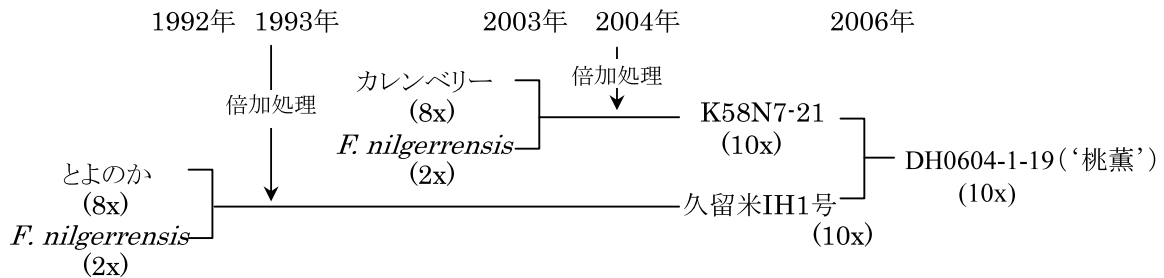 1992年 1993年 2003年 2004年 2006年
倍加処理
カレンベリー
(8x)
F. nilgerrensis
(2x)
倍加処理
K58N7-21
(10x)
とよのか
(8x)
F. nilgerrensis
(2x)
久留米IH1号
(10x)
DH0604-1-19(‘桃薫’)
(10x)